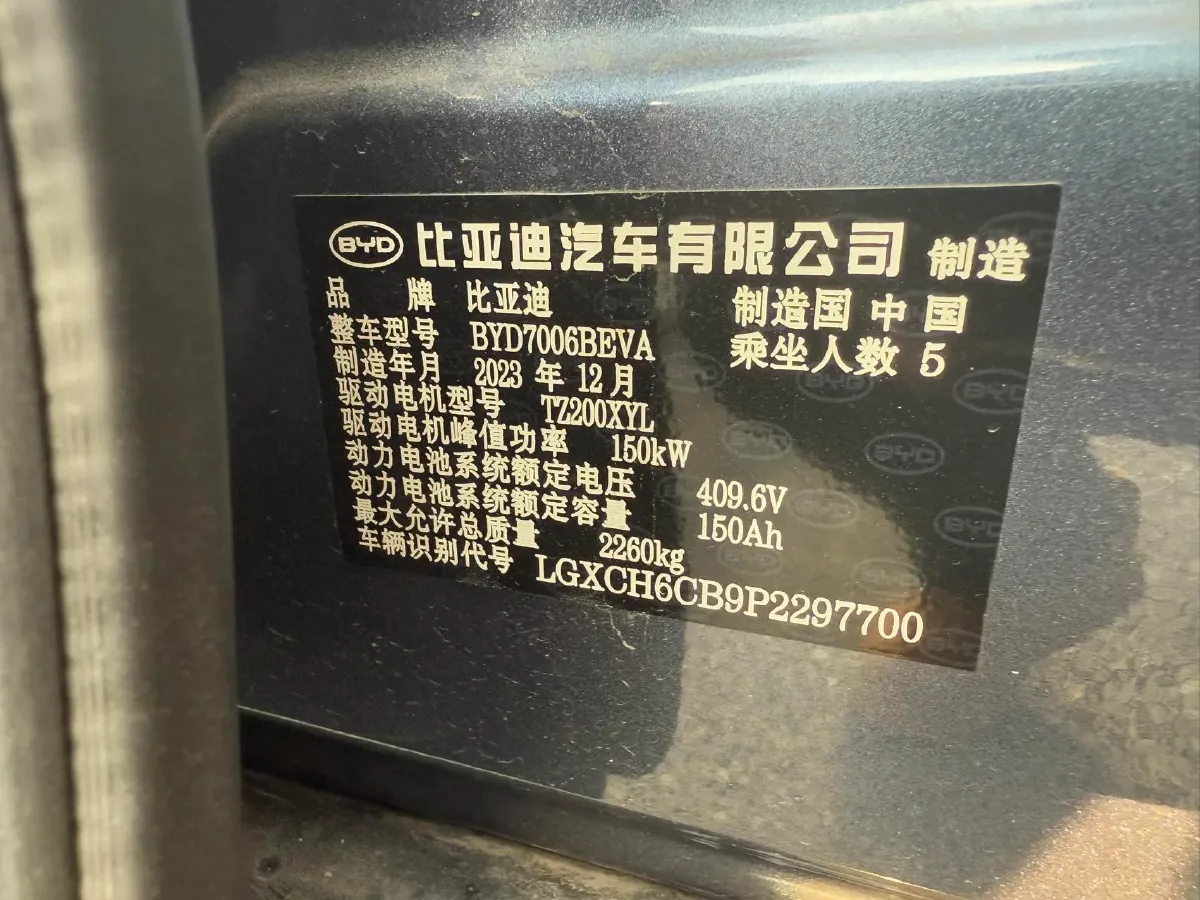 BYD 比亚迪汽车有限公司 制造
品 牌 比亚迪 制造国 中 国
整车型号 BYD7006BEVA 乘坐人数 5
制造年月 2023 年 12 月
驱动电机型号 TZ200XYL
驱动电机峰值功率 150kW
动力电池系统额定电压 409.6V
动力电池系统额定容量 150Ah
最大允许总质量 2260kg
车辆识别代号 LGXCH6CB9P2297700